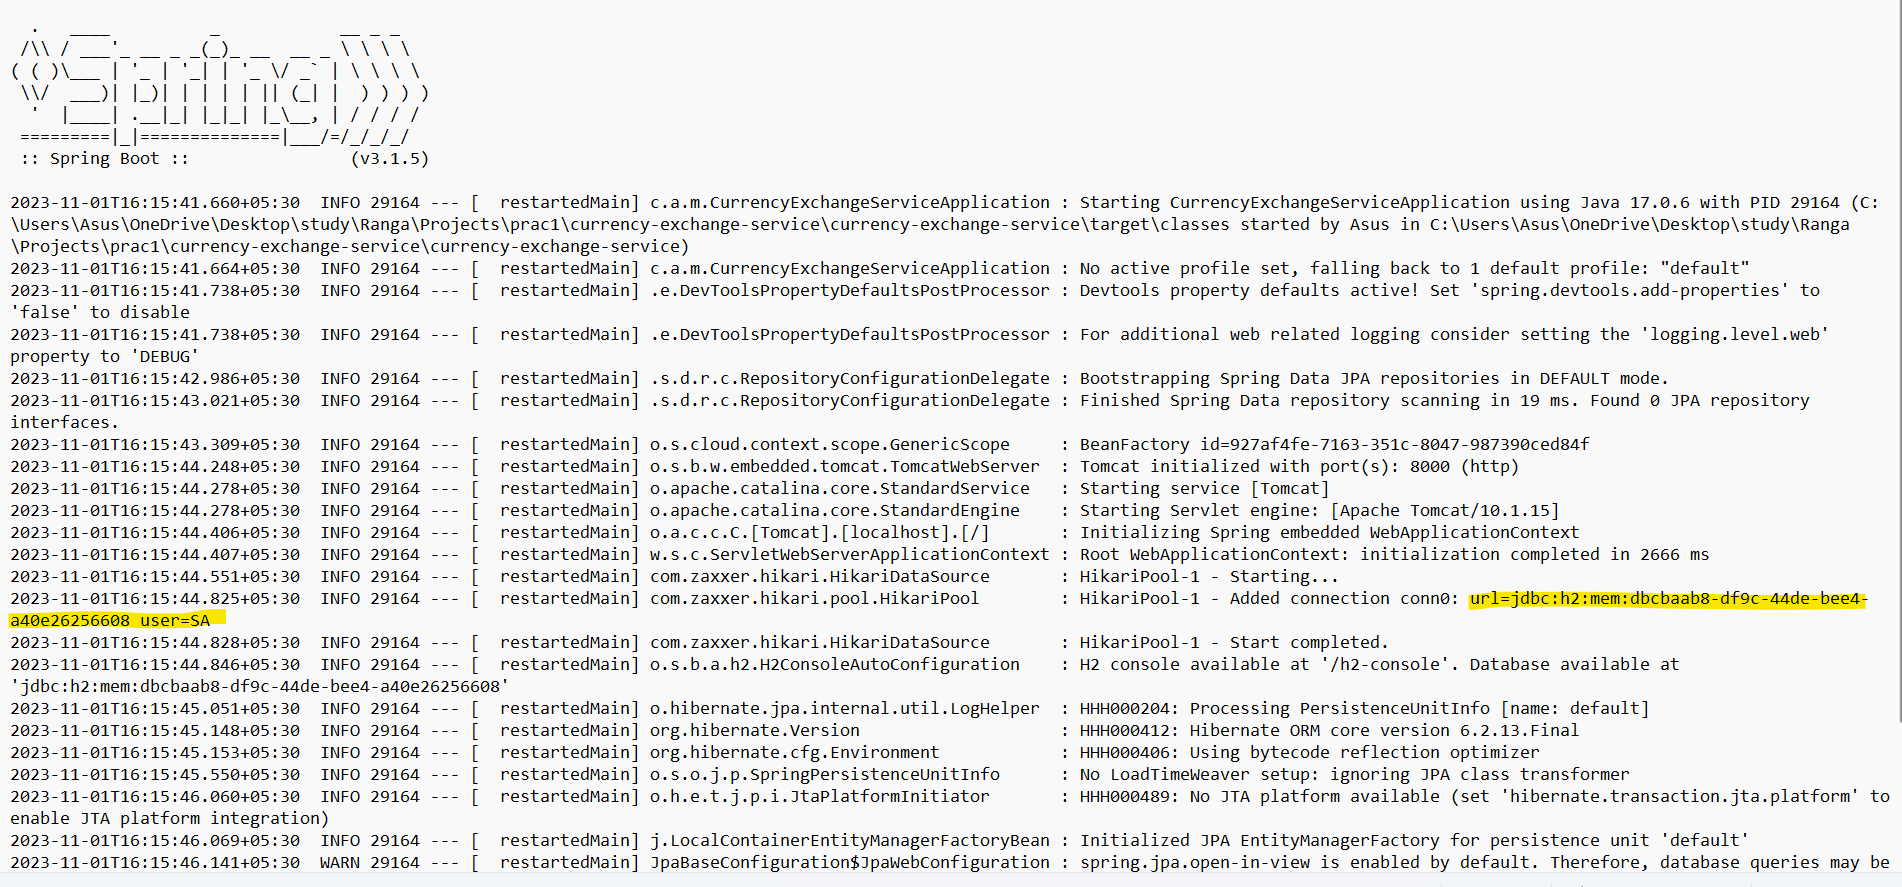 .   ____          _            __ _ _
 /\\ / ___'_ __ _ _(_)_ __  __ _ \ \ \ \
( ( )\___ | '_ | '_| | '_ \/ _` | \ \ \ \
 \\/  ___)| |_)| | | | | || (_| |  ) ) ) )
  '  |____| .__|_| |_|_| |_\__, | / / / /
 =========|_|==============|___/=/_/_/_/
 :: Spring Boot ::                (v3.1.5)
2023-11-01T16:15:41.660+05:30  INFO 29164 --- [  restartedMain] c.a.m.CurrencyExchangeServiceApplication : Starting CurrencyExchangeServiceApplication using Java 17.0.6 with PID 29164 (C:
\Users\Asus\OneDrive\Desktop\study\Ranga\Projects\prac1\currency-exchange-service\currency-exchange-service\target\classes started by Asus in C:\Users\Asus\OneDrive\Desktop\study\Ranga
\Projects\prac1\currency-exchange-service\currency-exchange-service)
2023-11-01T16:15:41.664+05:30  INFO 29164 --- [  restartedMain] c.a.m.CurrencyExchangeServiceApplication : No active profile set, falling back to 1 default profile: "default"
2023-11-01T16:15:41.738+05:30  INFO 29164 --- [  restartedMain] .e.DevToolsPropertyDefaultsPostProcessor : Devtools property defaults active! Set 'spring.devtools.add-properties' to
'false' to disable
2023-11-01T16:15:41.738+05:30  INFO 29164 --- [  restartedMain] .e.DevToolsPropertyDefaultsPostProcessor : For additional web related logging consider setting the 'logging.level.web'
property to 'DEBUG'
2023-11-01T16:15:42.986+05:30  INFO 29164 --- [  restartedMain] .s.d.r.c.RepositoryConfigurationDelegate : Bootstrapping Spring Data JPA repositories in DEFAULT mode.
2023-11-01T16:15:43.021+05:30  INFO 29164 --- [  restartedMain] .s.d.r.c.RepositoryConfigurationDelegate : Finished Spring Data repository scanning in 19 ms. Found 0 JPA repository
interfaces.
2023-11-01T16:15:43.309+05:30  INFO 29164 --- [  restartedMain] o.s.cloud.context.scope.GenericScope     : BeanFactory id=927af4fe-7163-351c-8047-987390ced84f
2023-11-01T16:15:44.248+05:30  INFO 29164 --- [  restartedMain] o.s.b.w.embedded.tomcat.TomcatWebServer  : Tomcat initialized with port(s): 8000 (http)
2023-11-01T16:15:44.278+05:30  INFO 29164 --- [  restartedMain] o.apache.catalina.core.StandardService   : Starting service [Tomcat]
2023-11-01T16:15:44.278+05:30  INFO 29164 --- [  restartedMain] o.apache.catalina.core.StandardEngine    : Starting Servlet engine: [Apache Tomcat/10.1.15]
2023-11-01T16:15:44.406+05:30  INFO 29164 --- [  restartedMain] o.a.c.c.C.[Tomcat].[localhost].[/]       : Initializing Spring embedded WebApplicationContext
2023-11-01T16:15:44.407+05:30  INFO 29164 --- [  restartedMain] w.s.c.ServletWebServerApplicationContext : Root WebApplicationContext: initialization completed in 2666 ms
2023-11-01T16:15:44.551+05:30  INFO 29164 --- [  restartedMain] com.zaxxer.hikari.HikariDataSource       : HikariPool-1 - Starting...
2023-11-01T16:15:44.825+05:30  INFO 29164 --- [  restartedMain] com.zaxxer.hikari.pool.HikariPool        : HikariPool-1 - Added connection conn0: url=jdbc:h2:mem:dbcbaab8-df9c-44de-bee4-
a40e26256608 user=SA
2023-11-01T16:15:44.828+05:30  INFO 29164 --- [  restartedMain] com.zaxxer.hikari.HikariDataSource       : HikariPool-1 - Start completed.
2023-11-01T16:15:44.846+05:30  INFO 29164 --- [  restartedMain] o.s.b.a.h2.H2ConsoleAutoConfiguration    : H2 console available at '/h2-console'. Database available at
'jdbc:h2:mem:dbcbaab8-df9c-44de-bee4-a40e26256608'
2023-11-01T16:15:45.051+05:30  INFO 29164 --- [  restartedMain] o.hibernate.jpa.internal.util.LogHelper  : HHH000204: Processing PersistenceUnitInfo [name: default]
2023-11-01T16:15:45.148+05:30  INFO 29164 --- [  restartedMain] org.hibernate.Version                    : HHH000412: Hibernate ORM core version 6.2.13.Final
2023-11-01T16:15:45.153+05:30  INFO 29164 --- [  restartedMain] org.hibernate.cfg.Environment            : HHH000406: Using bytecode reflection optimizer
2023-11-01T16:15:45.550+05:30  INFO 29164 --- [  restartedMain] o.s.o.j.p.SpringPersistenceUnitInfo      : No LoadTimeWeaver setup: ignoring JPA class transformer
2023-11-01T16:15:46.060+05:30  INFO 29164 --- [  restartedMain] o.h.e.t.j.p.i.JtaPlatformInitiator       : HHH000489: No JTA platform available (set 'hibernate.transaction.jta.platform' to
enable JTA platform integration)
2023-11-01T16:15:46.069+05:30  INFO 29164 --- [  restartedMain] j.LocalContainerEntityManagerFactoryBean : Initialized JPA EntityManagerFactory for persistence unit 'default'
2023-11-01T16:15:46.141+05:30  WARN 29164 --- [  restartedMain] JpaBaseConfiguration$JpaWebConfiguration : spring.jpa.open-in-view is enabled by default. Therefore, database queries may be